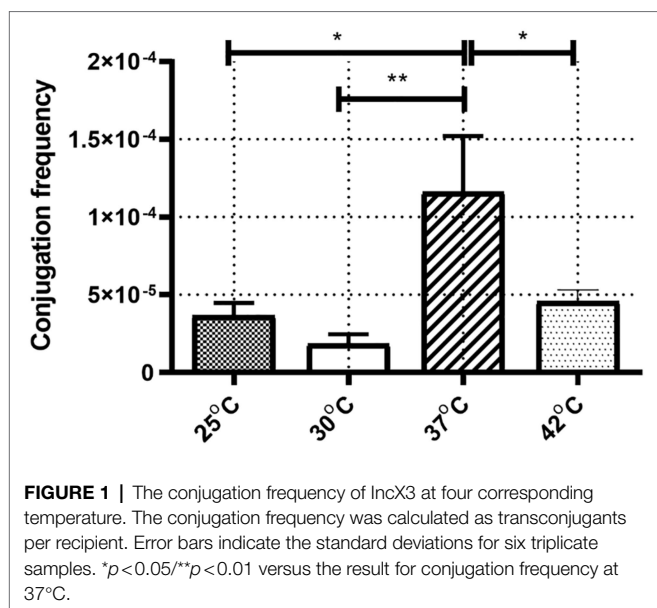 *
*
2×10⁻⁴
**
1.5×10⁻⁴
1×10⁻⁴
5×10⁻⁵
0
Conjugation frequency
25°C
30°C
37°C
42°C
FIGURE 1 | The conjugation frequency of IncX3 at four corresponding
temperature. The conjugation frequency was calculated as transconjugants
per recipient. Error bars indicate the standard deviations for six triplicate
samples. *p<0.05/**p<0.01 versus the result for conjugation frequency at
37°C.